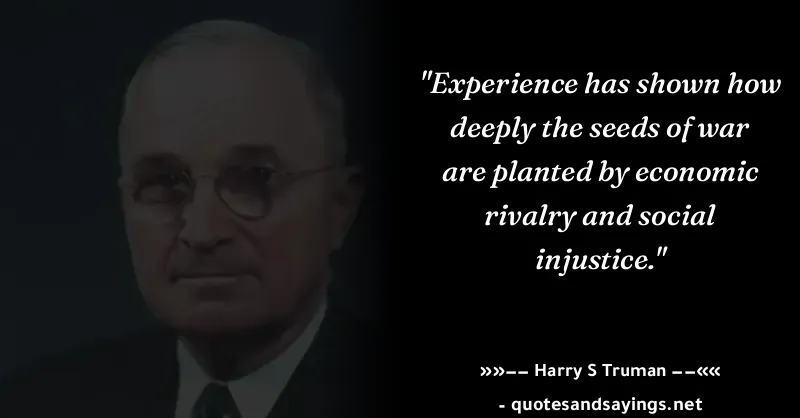 "Experience has shown how
deeply the seeds of war
are planted by economic
rivalry and social
injustice."
»»−− Harry S Truman −−««
- quotesandsayings.net